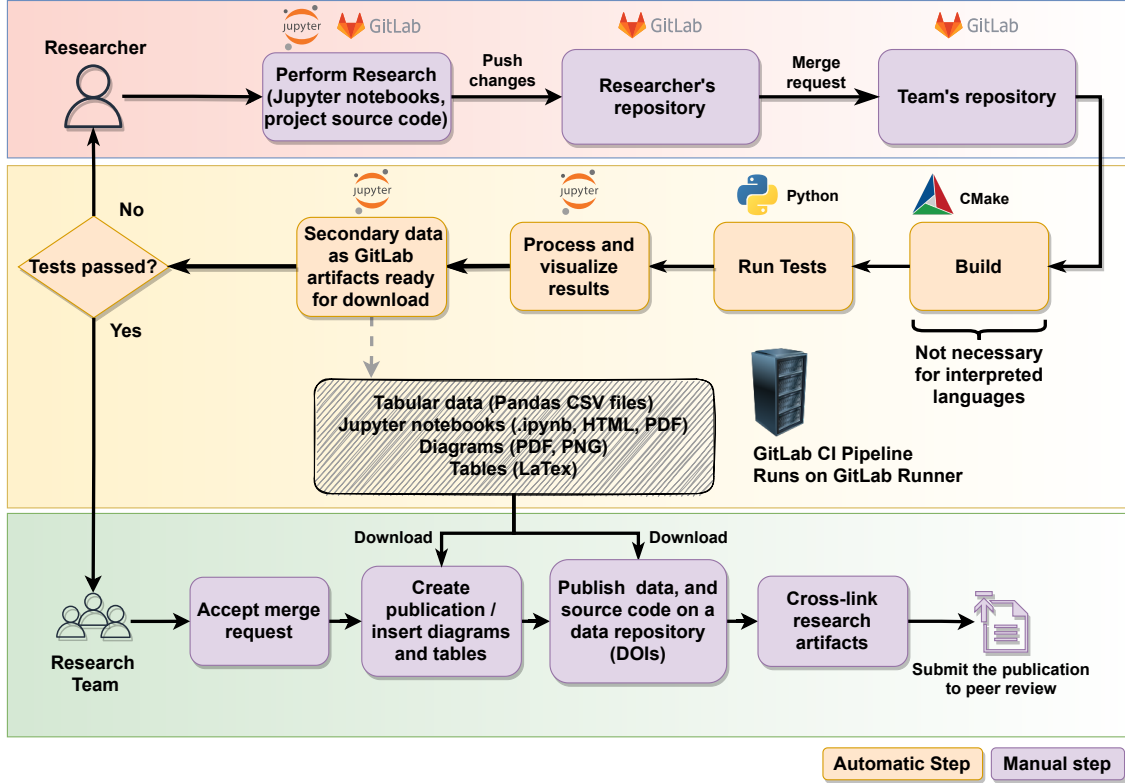 Researcher
jupyter
GitLab
GitLab
GitLab
Perform Research
(Jupyter notebooks,
project source code)
Push
changes
Researcher's
repository
Merge
request
Team's repository
jupyter
jupyter
Python
CMake
No
Tests passed?
Yes
Secondary data
as GitLab
artifacts ready
for download
Process and
visualize
results
Run Tests
Build
Not necessary
for interpreted
languages
Tabular data (Pandas CSV files)
Jupyter notebooks (.ipynb, HTML, PDF)
Diagrams (PDF, PNG)
Tables (LaTex)
GitLab CI Pipeline
Runs on GitLab Runner
Download
Download
Research
Team
Accept merge
request
Create
publication /
insert diagrams
and tables
Publish data, and
source code on a
data repository
(DOIs)
Cross-link
research
artifacts
Submit the publication
to peer review
Automatic Step
Manual step